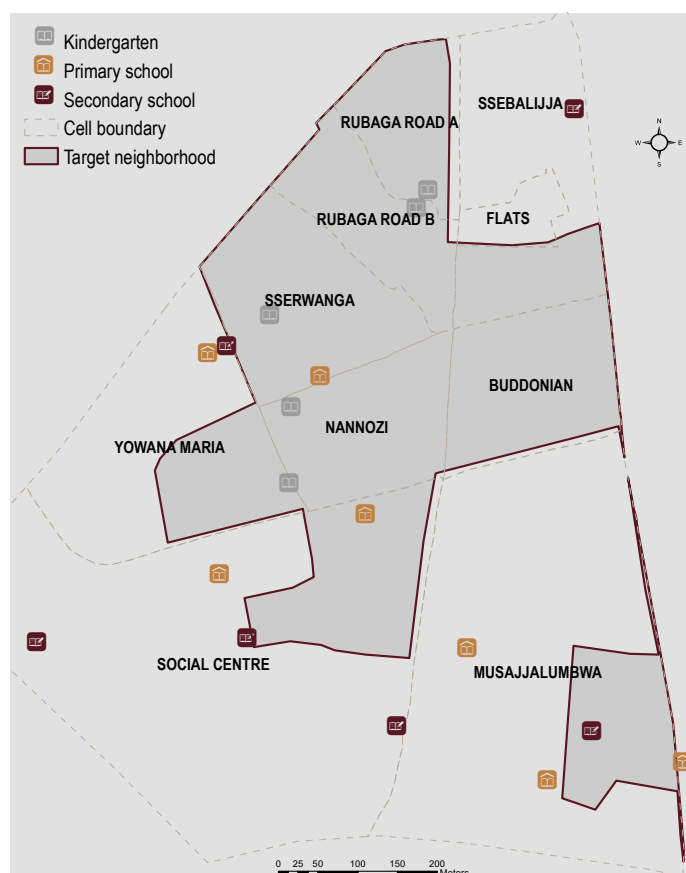 Kindergarten
Primary school
Secondary school
Cell boundary
Target neighborhood
SSEBALIJJA
RUBAGA ROAD A
N
W E
S
RUBAGA ROAD B
FLATS
SSERWANGA
BUDDONIAN
NANNOZI
YOWANA MARIA
SOCIAL CENTRE
MUSAJJALUMBWA
0 25 50 100 150 200
Meters